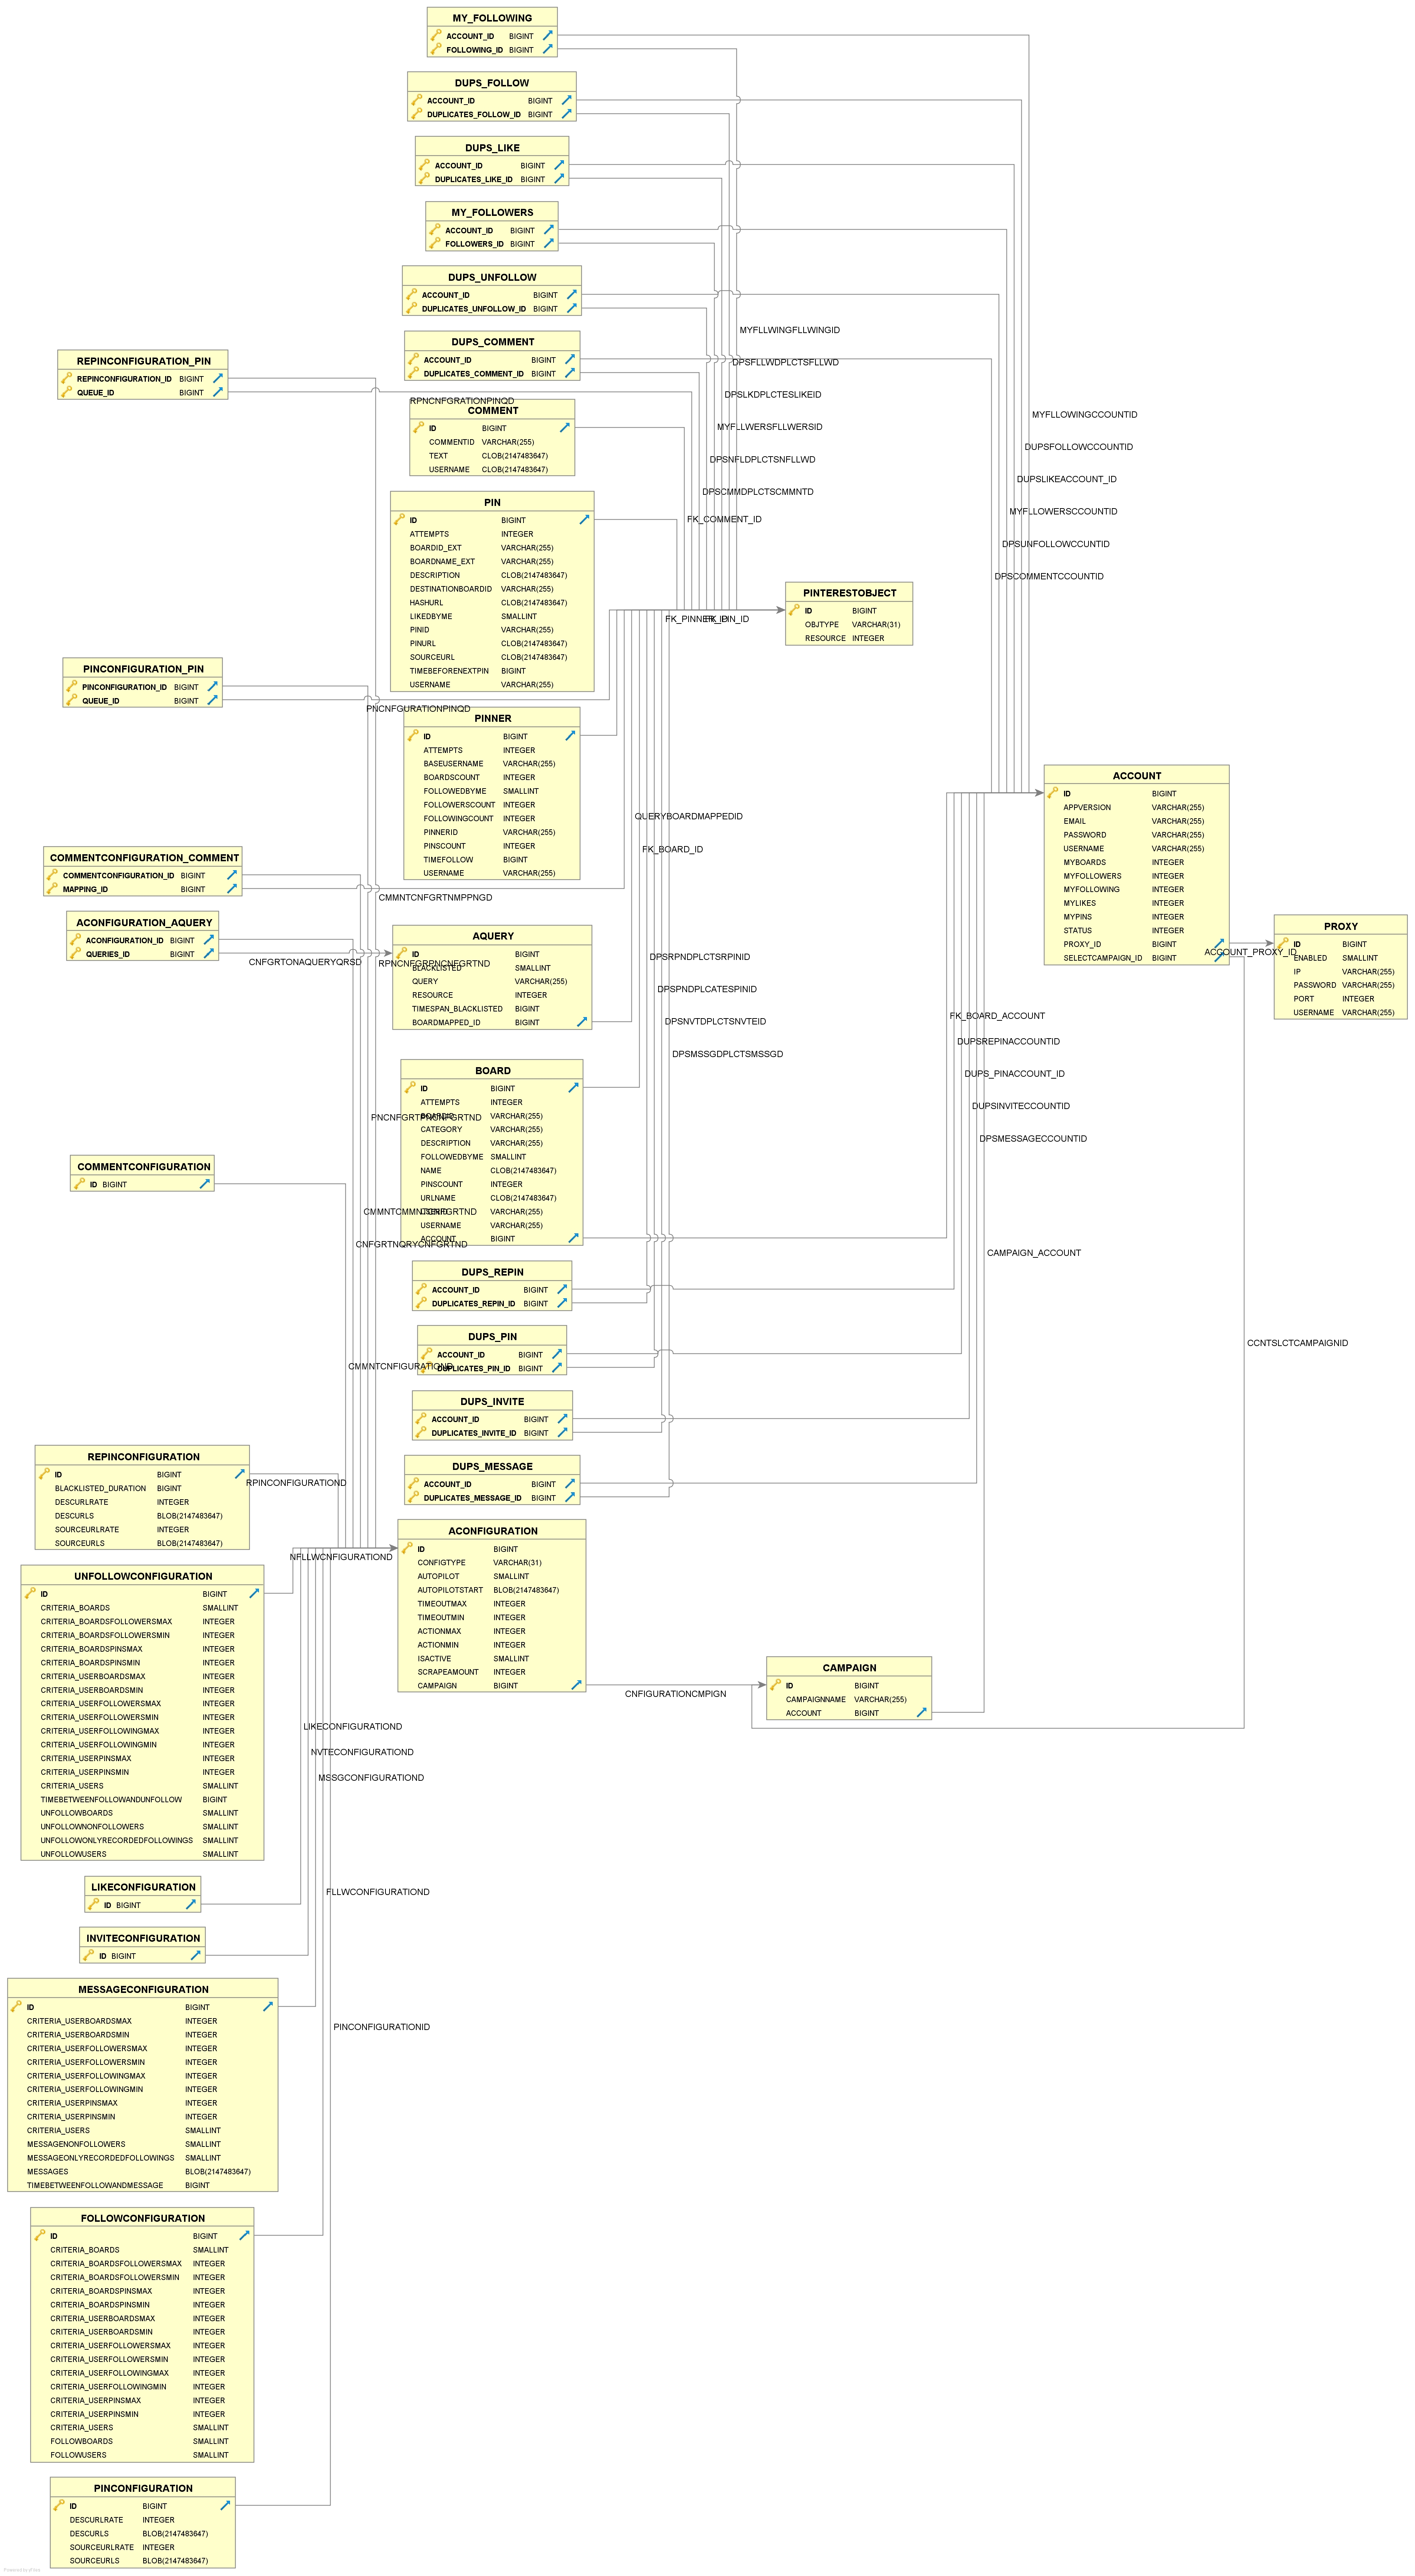 MY_FOLLOWING
ACCOUNT_ID BIGINT
FOLLOWING_ID BIGINT
DUPS_FOLLOW
ACCOUNT_ID BIGINT
DUPLICATES_FOLLOW_ID BIGINT
DUPS_LIKE
ACCOUNT_ID BIGINT
DUPLICATES_LIKE_ID BIGINT
MY_FOLLOWERS
ACCOUNT_ID BIGINT
FOLLOWERS_ID BIGINT
DUPS_UNFOLLOW
ACCOUNT_ID BIGINT
DUPLICATES_UNFOLLOW_ID BIGINT
DUPS_COMMENT
ACCOUNT_ID BIGINT
DUPLICATES_COMMENT_ID BIGINT
MYFLLWINGFLLWINGID
DPSFLLWDPLCTSFLLWD
DPSLKDPLCTESLIKEID
MYFLLWERSFLLWERSID
DPSNFLDPLCTSNFLLWD
DPSCMMDPLCTSCMMNTD
FK_COMMENT_ID
MYFLLOWINGCCOUNTID
DUPSFOLLOWCCOUNTID
DUPSLIKEACCOUNT_ID
MYFLLOWERSCCOUNTID
DPSUNFOLLOWCCUNTID
DPSCOMMENTCCOUNTID
REPINCONFIGURATION_PIN
REPINCONFIGURATION_ID BIGINT
QUEUE_ID BIGINT
RPNCNFGRATIONPINQD
COMMENT
ID BIGINT
COMMENTID VARCHAR(255)
TEXT CLOB(2147483647)
USERNAME CLOB(2147483647)
PIN
ID BIGINT
ATTEMPTS INTEGER
BOARDID_EXT VARCHAR(255)
BOARDNAME_EXT VARCHAR(255)
DESCRIPTION CLOB(2147483647)
DESTINATIONBOARDID VARCHAR(255)
HASHURL CLOB(2147483647)
LIKEDBYME SMALLINT
PINID VARCHAR(255)
PINURL CLOB(2147483647)
SOURCEURL CLOB(2147483647)
TIMEBEFORENEXTPIN BIGINT
USERNAME VARCHAR(255)
PINTERESTOBJECT
ID BIGINT
OBJTYPE VARCHAR(31)
RESOURCE INTEGER
FK_PINNER_ID
FK_PIN_ID
PINCONFIGURATION_PIN
PINCONFIGURATION_ID BIGINT
QUEUE_ID BIGINT
PNCNFGURATIONPINQD
PINNER
ID BIGINT
ATTEMPTS INTEGER
BASEUSERNAME VARCHAR(255)
BOARDSCOUNT INTEGER
FOLLOWEDBYME SMALLINT
FOLLOWERSCOUNT INTEGER
FOLLOWINGCOUNT INTEGER
PINNERID VARCHAR(255)
PINSCOUNT INTEGER
TIMEFOLLOW BIGINT
USERNAME VARCHAR(255)
QUERYBOARDMAPPEDID
FK_BOARD_ID
ACCOUNT
ID BIGINT
APPVERSION VARCHAR(255)
EMAIL VARCHAR(255)
PASSWORD VARCHAR(255)
USERNAME VARCHAR(255)
MYBOARDS INTEGER
MYFOLLOWERS INTEGER
MYFOLLOWING INTEGER
MYLIKES INTEGER
MYPINS INTEGER
STATUS INTEGER
PROXY_ID BIGINT
SELECTCAMPAIGN_ID BIGINT
ACCOUNT_PROXY_ID
PROXY
ID BIGINT
ENABLED SMALLINT
IP VARCHAR(255)
PASSWORD VARCHAR(255)
PORT INTEGER
USERNAME VARCHAR(255)
COMMENTCONFIGURATION_COMMENT
COMMENTCONFIGURATION_ID BIGINT
MAPPING_ID BIGINT
CMMNTCNFGRTNMPPNGD
ACONFIGURATION_AQUERY
ACONFIGURATION_ID BIGINT
QUERIES_ID BIGINT
CNFGRTONAQUERYQRSD
RPNCNFGRPNCNFGRTND
AQUERY
ID BIGINT
BLACKLISTED SMALLINT
QUERY VARCHAR(255)
RESOURCE INTEGER
TIMESPAN_BLACKLISTED BIGINT
BOARDMAPPED_ID BIGINT
DPSRPNDPLCTSRPINID
DPSPNDPLCATESPINID
DPSNVTDPLCTSNVTEID
DPSMSSGDPLCTSMSSGD
FK_BOARD_ACCOUNT
DUPSREPINACCOUNTID
DUPS_PINACCOUNT_ID
DUPSINVITECCOUNTID
DPSMESSAGECCOUNTID
BOARD
ID BIGINT
ATTEMPTS INTEGER
VARCHAR(255)
CATEGORY VARCHAR(255)
DESCRIPTION VARCHAR(255)
FOLLOWEDBYME SMALLINT
NAME CLOB(2147483647)
PINSCOUNT INTEGER
URLNAME CLOB(2147483647)
VARCHAR(255)
USERNAME VARCHAR(255)
ACCOUNT BIGINT
PNCNFGRTPNCNFGRTND
COMMENTCONFIGURATION
ID BIGINT
CMMNTCMMNTCNFGRTND
CNFGRTNQRYCNFGRTND
CAMPAIGN_ACCOUNT
DUPS_REPIN
ACCOUNT_ID BIGINT
DUPLICATES_REPIN_ID BIGINT
DUPS_PIN
ACCOUNT_ID BIGINT
DUPLICATES_PIN_ID BIGINT
CMMNTCNFIGURATIOND
CCNTSLCTCAMPAIGNID
DUPS_INVITE
ACCOUNT_ID BIGINT
DUPLICATES_INVITE_ID BIGINT
DUPS_MESSAGE
ACCOUNT_ID BIGINT
DUPLICATES_MESSAGE_ID BIGINT
REPINCONFIGURATION
ID BIGINT
BLACKLISTED_DURATION BIGINT
DESCURLRATE INTEGER
DESCURLS BLOB(2147483647)
SOURCEURLRATE INTEGER
SOURCEURLS BLOB(2147483647)
RPINCONFIGURATIOND
NFLLWCNFIGURATIOND
ACONFIGURATION
ID BIGINT
CONFIGTYPE VARCHAR(31)
AUTOPILOT SMALLINT
AUTOPILOTSTART BLOB(2147483647)
TIMEOUTMAX INTEGER
TIMEOUTMIN INTEGER
ACTIONMAX INTEGER
ACTIONMIN INTEGER
ISACTIVE SMALLINT
SCRAPEAMOUNT INTEGER
CAMPAIGN BIGINT
CNFIGURATIONCMPIGN
CAMPAIGN
ID BIGINT
CAMPAIGNNAME VARCHAR(255)
ACCOUNT BIGINT
UNFOLLOWCONFIGURATION
ID BIGINT
CRITERIA_BOARDS SMALLINT
CRITERIA_BOARDSFOLLOWERSMAX INTEGER
CRITERIA_BOARDSFOLLOWERSMIN INTEGER
CRITERIA_BOARDSPINSMAX INTEGER
CRITERIA_BOARDSPINSMIN INTEGER
CRITERIA_USERBOARDSMAX INTEGER
CRITERIA_USERBOARDSMIN INTEGER
CRITERIA_USERFOLLOWERSMAX INTEGER
CRITERIA_USERFOLLOWERSMIN INTEGER
CRITERIA_USERFOLLOWINGMAX INTEGER
CRITERIA_USERFOLLOWINGMIN INTEGER
CRITERIA_USERPINSMAX INTEGER
CRITERIA_USERPINSMIN INTEGER
CRITERIA_USERS SMALLINT
TIMEBETWEENFOLLOWANDUNFOLLOW BIGINT
UNFOLLOWBOARDS SMALLINT
UNFOLLOWNONFOLLOWERS SMALLINT
UNFOLLOWONLYRECORDEDFOLLOWINGS SMALLINT
UNFOLLOWUSERS SMALLINT
LIKECONFIGURATIOND
NVTECONFIGURATIOND
MSSGCONFIGURATIOND
LIKECONFIGURATION
ID BIGINT
FLLWCONFIGURATIOND
INVITECONFIGURATION
ID BIGINT
MESSAGECONFIGURATION
ID BIGINT
CRITERIA_USERBOARDSMAX INTEGER
CRITERIA_USERBOARDSMIN INTEGER
CRITERIA_USERFOLLOWERSMAX INTEGER
CRITERIA_USERFOLLOWERSMIN INTEGER
CRITERIA_USERFOLLOWINGMAX INTEGER
CRITERIA_USERFOLLOWINGMIN INTEGER
CRITERIA_USERPINSMAX INTEGER
CRITERIA_USERPINSMIN INTEGER
CRITERIA_USERS SMALLINT
MESSAGENONFOLLOWERS SMALLINT
MESSAGEONLYRECORDEDFOLLOWINGS SMALLINT
MESSAGES BLOB(2147483647)
TIMEBETWEENFOLLOWANDMESSAGE BIGINT
PINCONFIGURATIONID
FOLLOWCONFIGURATION
ID BIGINT
CRITERIA_BOARDS SMALLINT
CRITERIA_BOARDSFOLLOWERSMAX INTEGER
CRITERIA_BOARDSFOLLOWERSMIN INTEGER
CRITERIA_BOARDSPINSMAX INTEGER
CRITERIA_BOARDSPINSMIN INTEGER
CRITERIA_USERBOARDSMAX INTEGER
CRITERIA_USERBOARDSMIN INTEGER
CRITERIA_USERFOLLOWERSMAX INTEGER
CRITERIA_USERFOLLOWERSMIN INTEGER
CRITERIA_USERFOLLOWINGMAX INTEGER
CRITERIA_USERFOLLOWINGMIN INTEGER
CRITERIA_USERPINSMAX INTEGER
CRITERIA_USERPINSMIN INTEGER
CRITERIA_USERS SMALLINT
FOLLOWBOARDS SMALLINT
FOLLOWUSERS SMALLINT
PINCONFIGURATION
ID BIGINT
DESCURLRATE INTEGER
DESCURLS BLOB(2147483647)
SOURCEURLRATE INTEGER
SOURCEURLS BLOB(2147483647)
Powered by yFiles